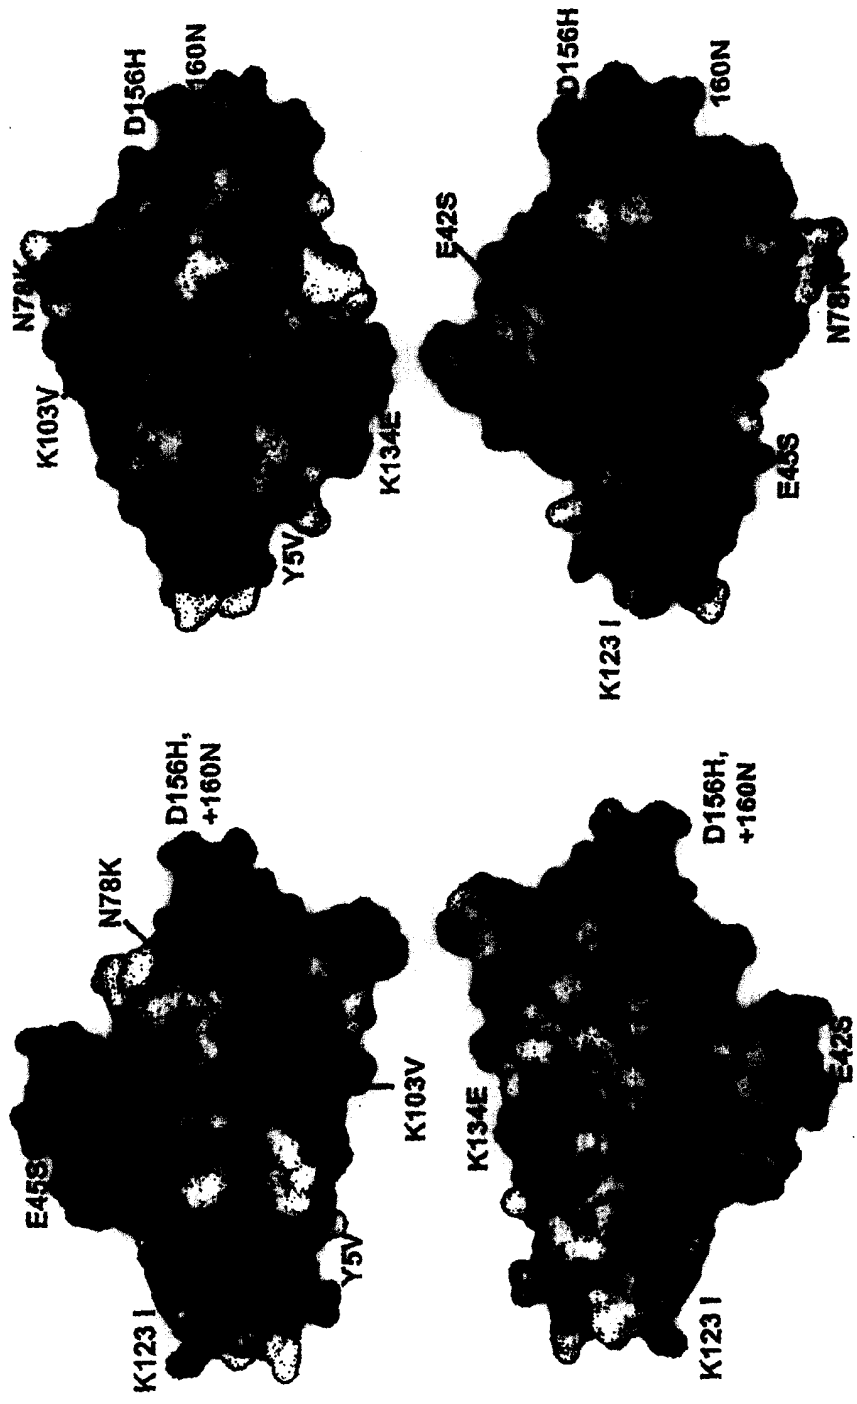 E45S
N78K
K123 I
D156H,
+160N
Y5V
K103V
N78K
K103V
D156H
160N
Y5V
K134E
K134E
K123 I
D156H,
+160N
E42S
E42S
D156H
K123 I
160N
E45S
N78K